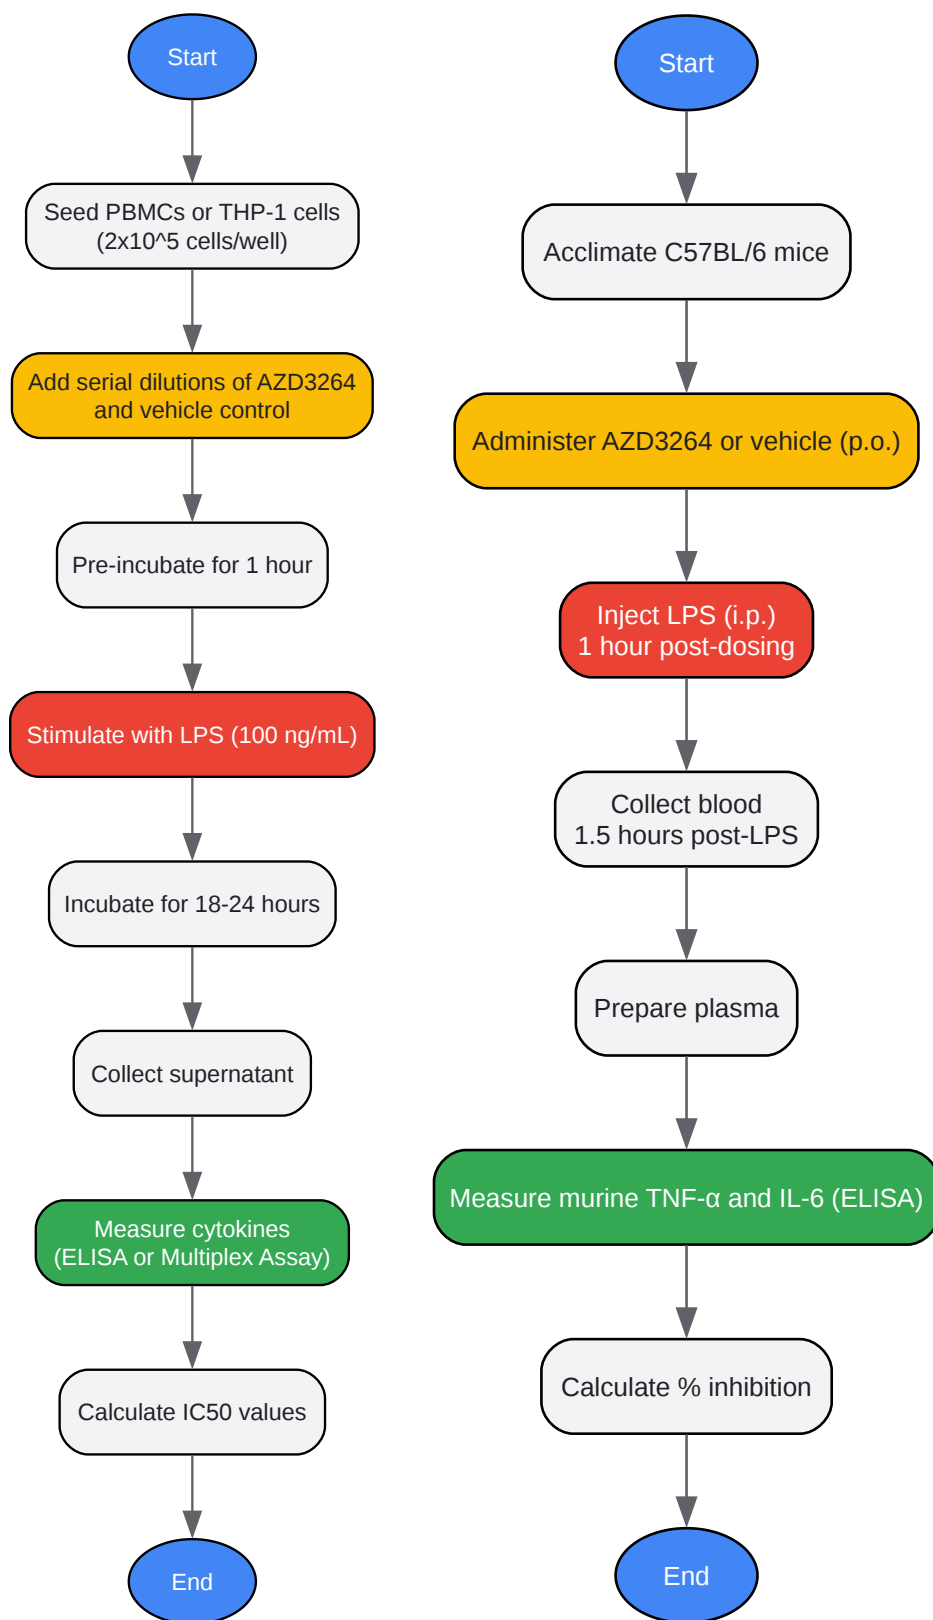 Start
Seed PBMCs or THP-1 cells
(2x10^5 cells/well)
Add serial dilutions of AZD3264
and vehicle control
Pre-incubate for 1 hour
Stimulate with LPS (100 ng/mL)
Incubate for 18-24 hours
Collect supernatant
Measure cytokines
(ELISA or Multiplex Assay)
Calculate IC50 values
End
Start
Acclimate C57BL/6 mice
Administer AZD3264 or vehicle (p.o.)
Inject LPS (i.p.)
1 hour post-dosing
Collect blood
1.5 hours post-LPS
Prepare plasma
Measure murine TNF-α and IL-6 (ELISA)
Calculate % inhibition
End